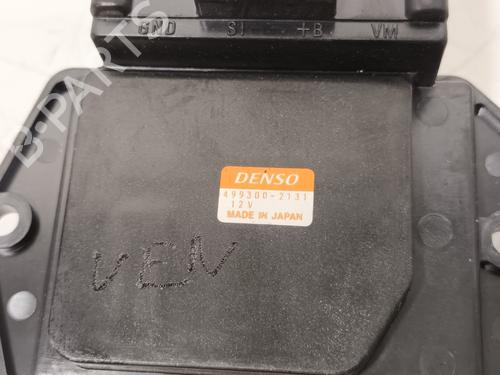 GND SI +B VM
DENSO
499300-2131
12V
MADE IN JAPAN
VEN
B-PARTS